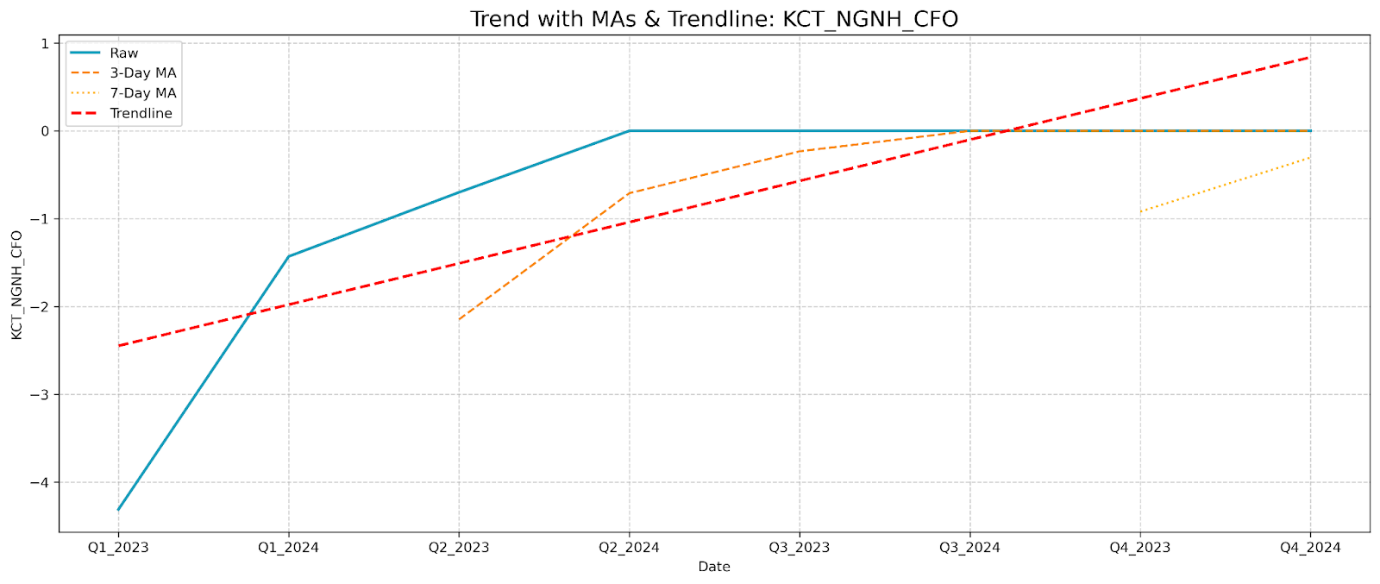 Trend with MAs & Trendline: KCT_NGNH_CFO
Raw
3-Day MA
7-Day MA
Trendline
1
0
−1
−2
−3
−4
KCT_NGNH_CFO
Q1_2023
Q1_2024
Q2_2023
Q2_2024
Q3_2023
Q3_2024
Q4_2023
Q4_2024
Date